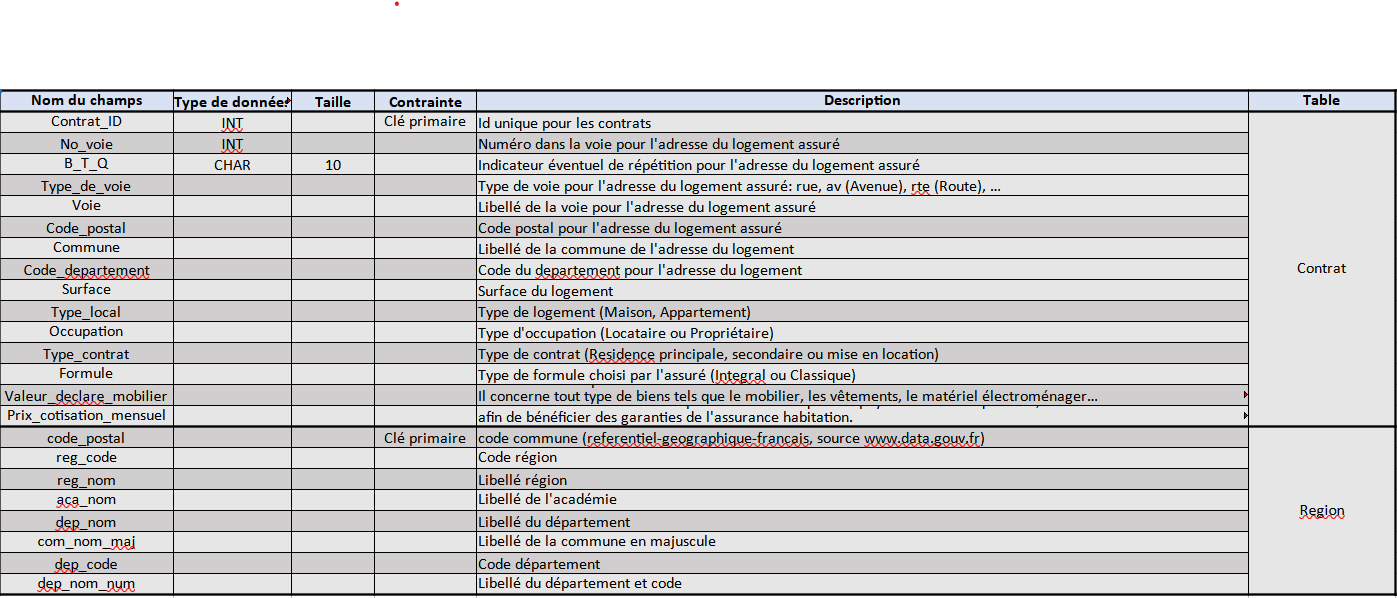 Nom du champs Type de donnée Taille Contrainte Description Table
Contrat_ID INT Clé primaire Id unique pour les contrats
No_voie INT Numéro dans la voie pour l'adresse du logement assuré
B_T_Q CHAR 10 Indicateur éventuel de répétition pour l'adresse du logement assuré
Type_de_voie Type de voie pour l'adresse du logement assuré: rue, av (Avenue), rte (Route), ...
Voie Libellé de la voie pour l'adresse du logement assuré
Code_postal Code postal pour l'adresse du logement assuré
Commune Libellé de la commune de l'adresse du logement
Code_departement Code du departement pour l'adresse du logement Contrat
Surface Surface du logement
Type_local Type de logement (Maison, Appartement)
Occupation Type d'occupation (Locataire ou Propriétaire)
Type_contrat Type de contrat (Residence principale, secondaire ou mise en location)
Formule Type de formule choisi par l'assuré (Integral ou Classique)
Valeur_declare_mobilier Il concerne tout type de biens tels que le mobilier, les vêtements, le matériel électroménager...
Prix_cotisation_mensuel afin de bénéficier des garanties de l'assurance habitation.
code_postal Clé primaire code commune (referentiel-geographique-francais, source www.data.gouv.fr)
reg_code Code région
reg_nom Libellé région
aca_nom Libellé de l'académie
dep_nom Libellé du département Region
com_nom_maj Libellé de la commune en majuscule
dep_code Code département
dep_nom_num Libellé du département et code